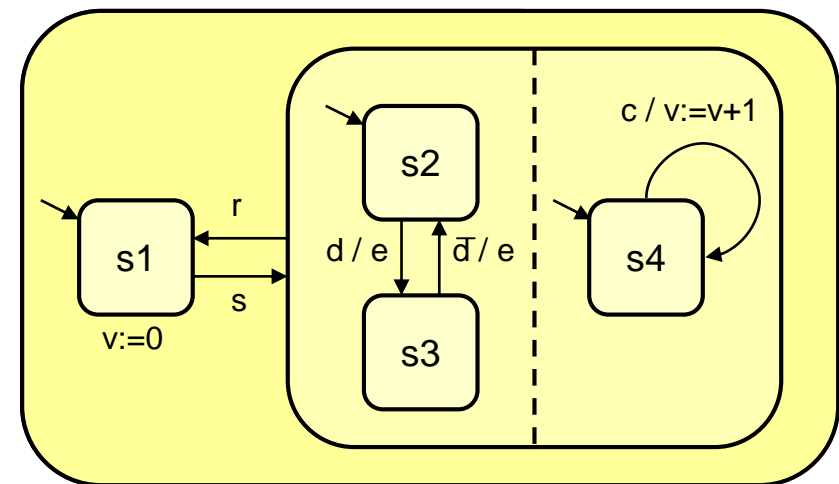 c / v:=v+1
s2
r
s1
d / e
d̅ / e
s4
s
v:=0
s3